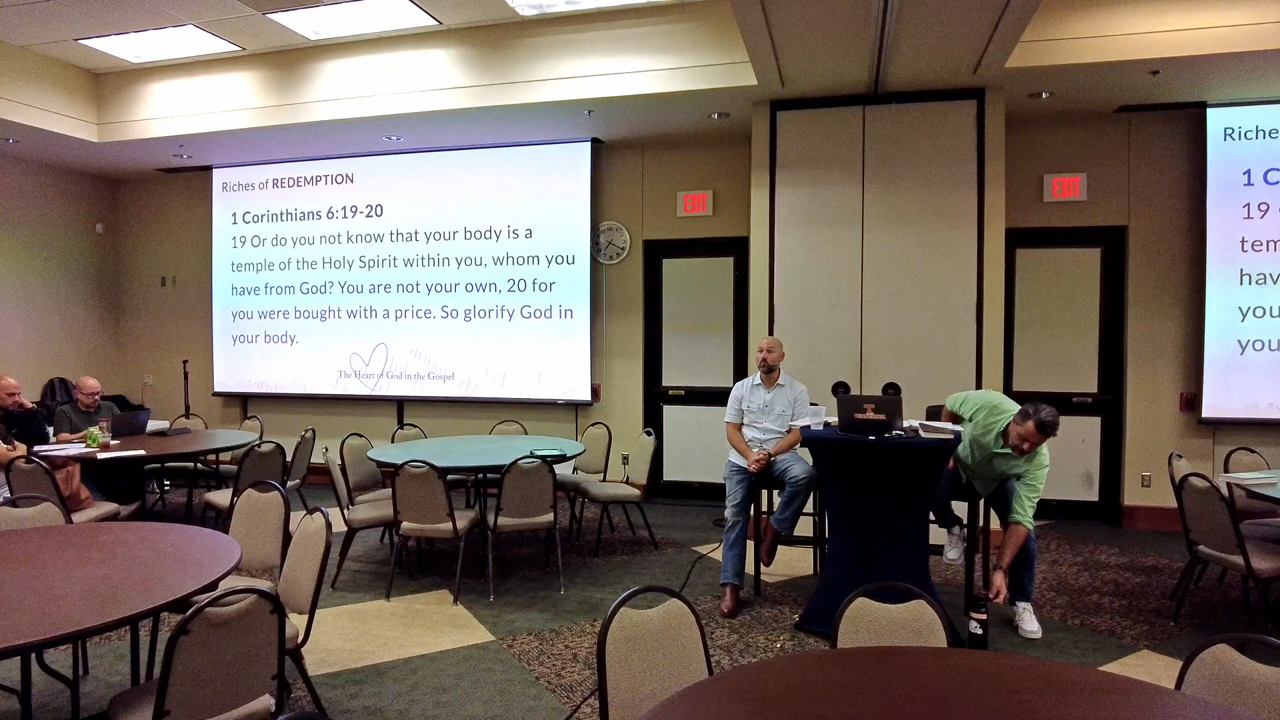 Riches of REDEMPTION
1 Corinthians 6:19-20
19 Or do you not know that your body is a
temple of the Holy Spirit within you, whom you
have from God? You are not your own, 20 for
you were bought with a price. So glorify God in
your body.
The Heart of God in the Gospel
EXIT
EXIT
Riche
1 C
19
tem
hav
you
you